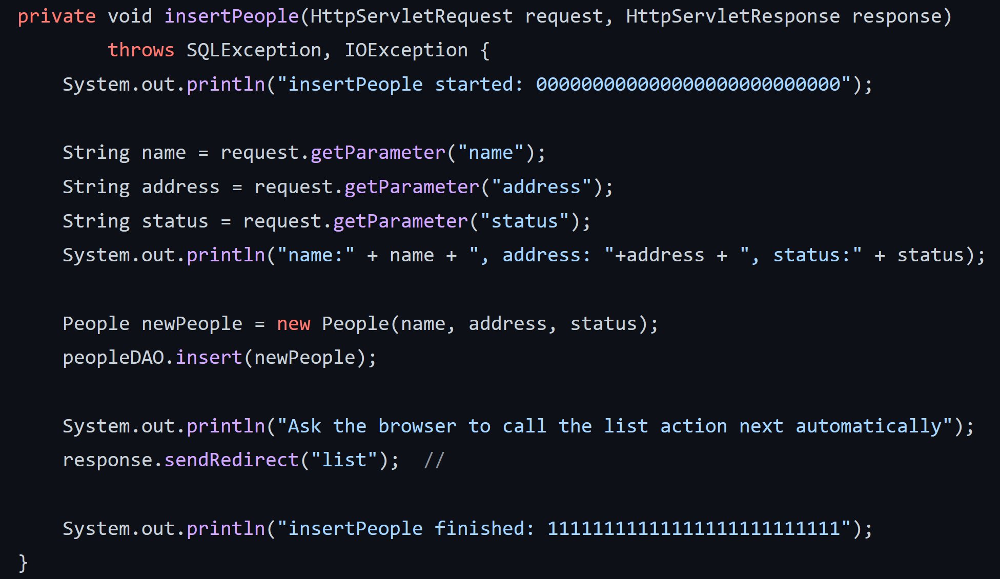 private void insertPeople(HttpServletRequest request, HttpServletResponse response)
        throws SQLException, IOException {
    System.out.println("insertPeople started: 000000000000000000000000000");
    String name = request.getParameter("name");
    String address = request.getParameter("address");
    String status = request.getParameter("status");
    System.out.println("name:" + name + ", address: "+address + ", status:" + status);
    People newPeople = new People(name, address, status);
    peopleDAO.insert(newPeople);
    System.out.println("Ask the browser to call the list action next automatically");
    response.sendRedirect("list");  //
    System.out.println("insertPeople finished: 11111111111111111111111111");
}